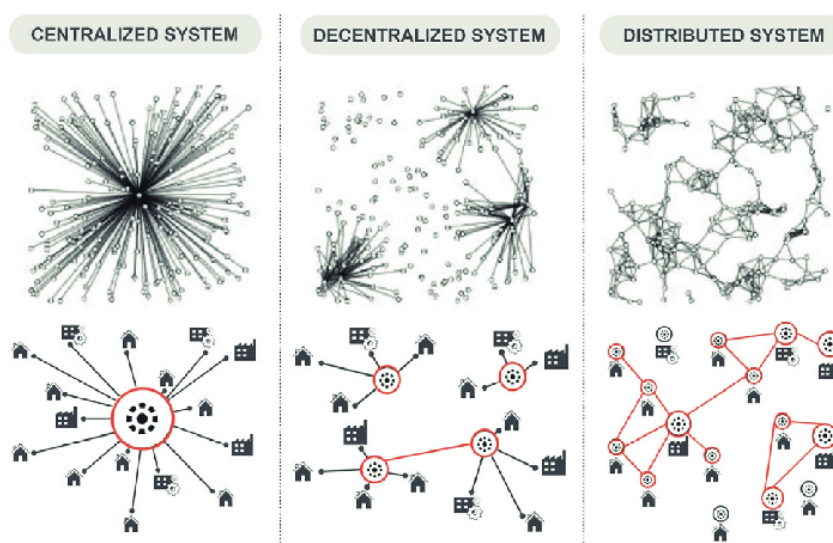 CENTRALIZED SYSTEM
DECENTRALIZED SYSTEM
DISTRIBUTED SYSTEM